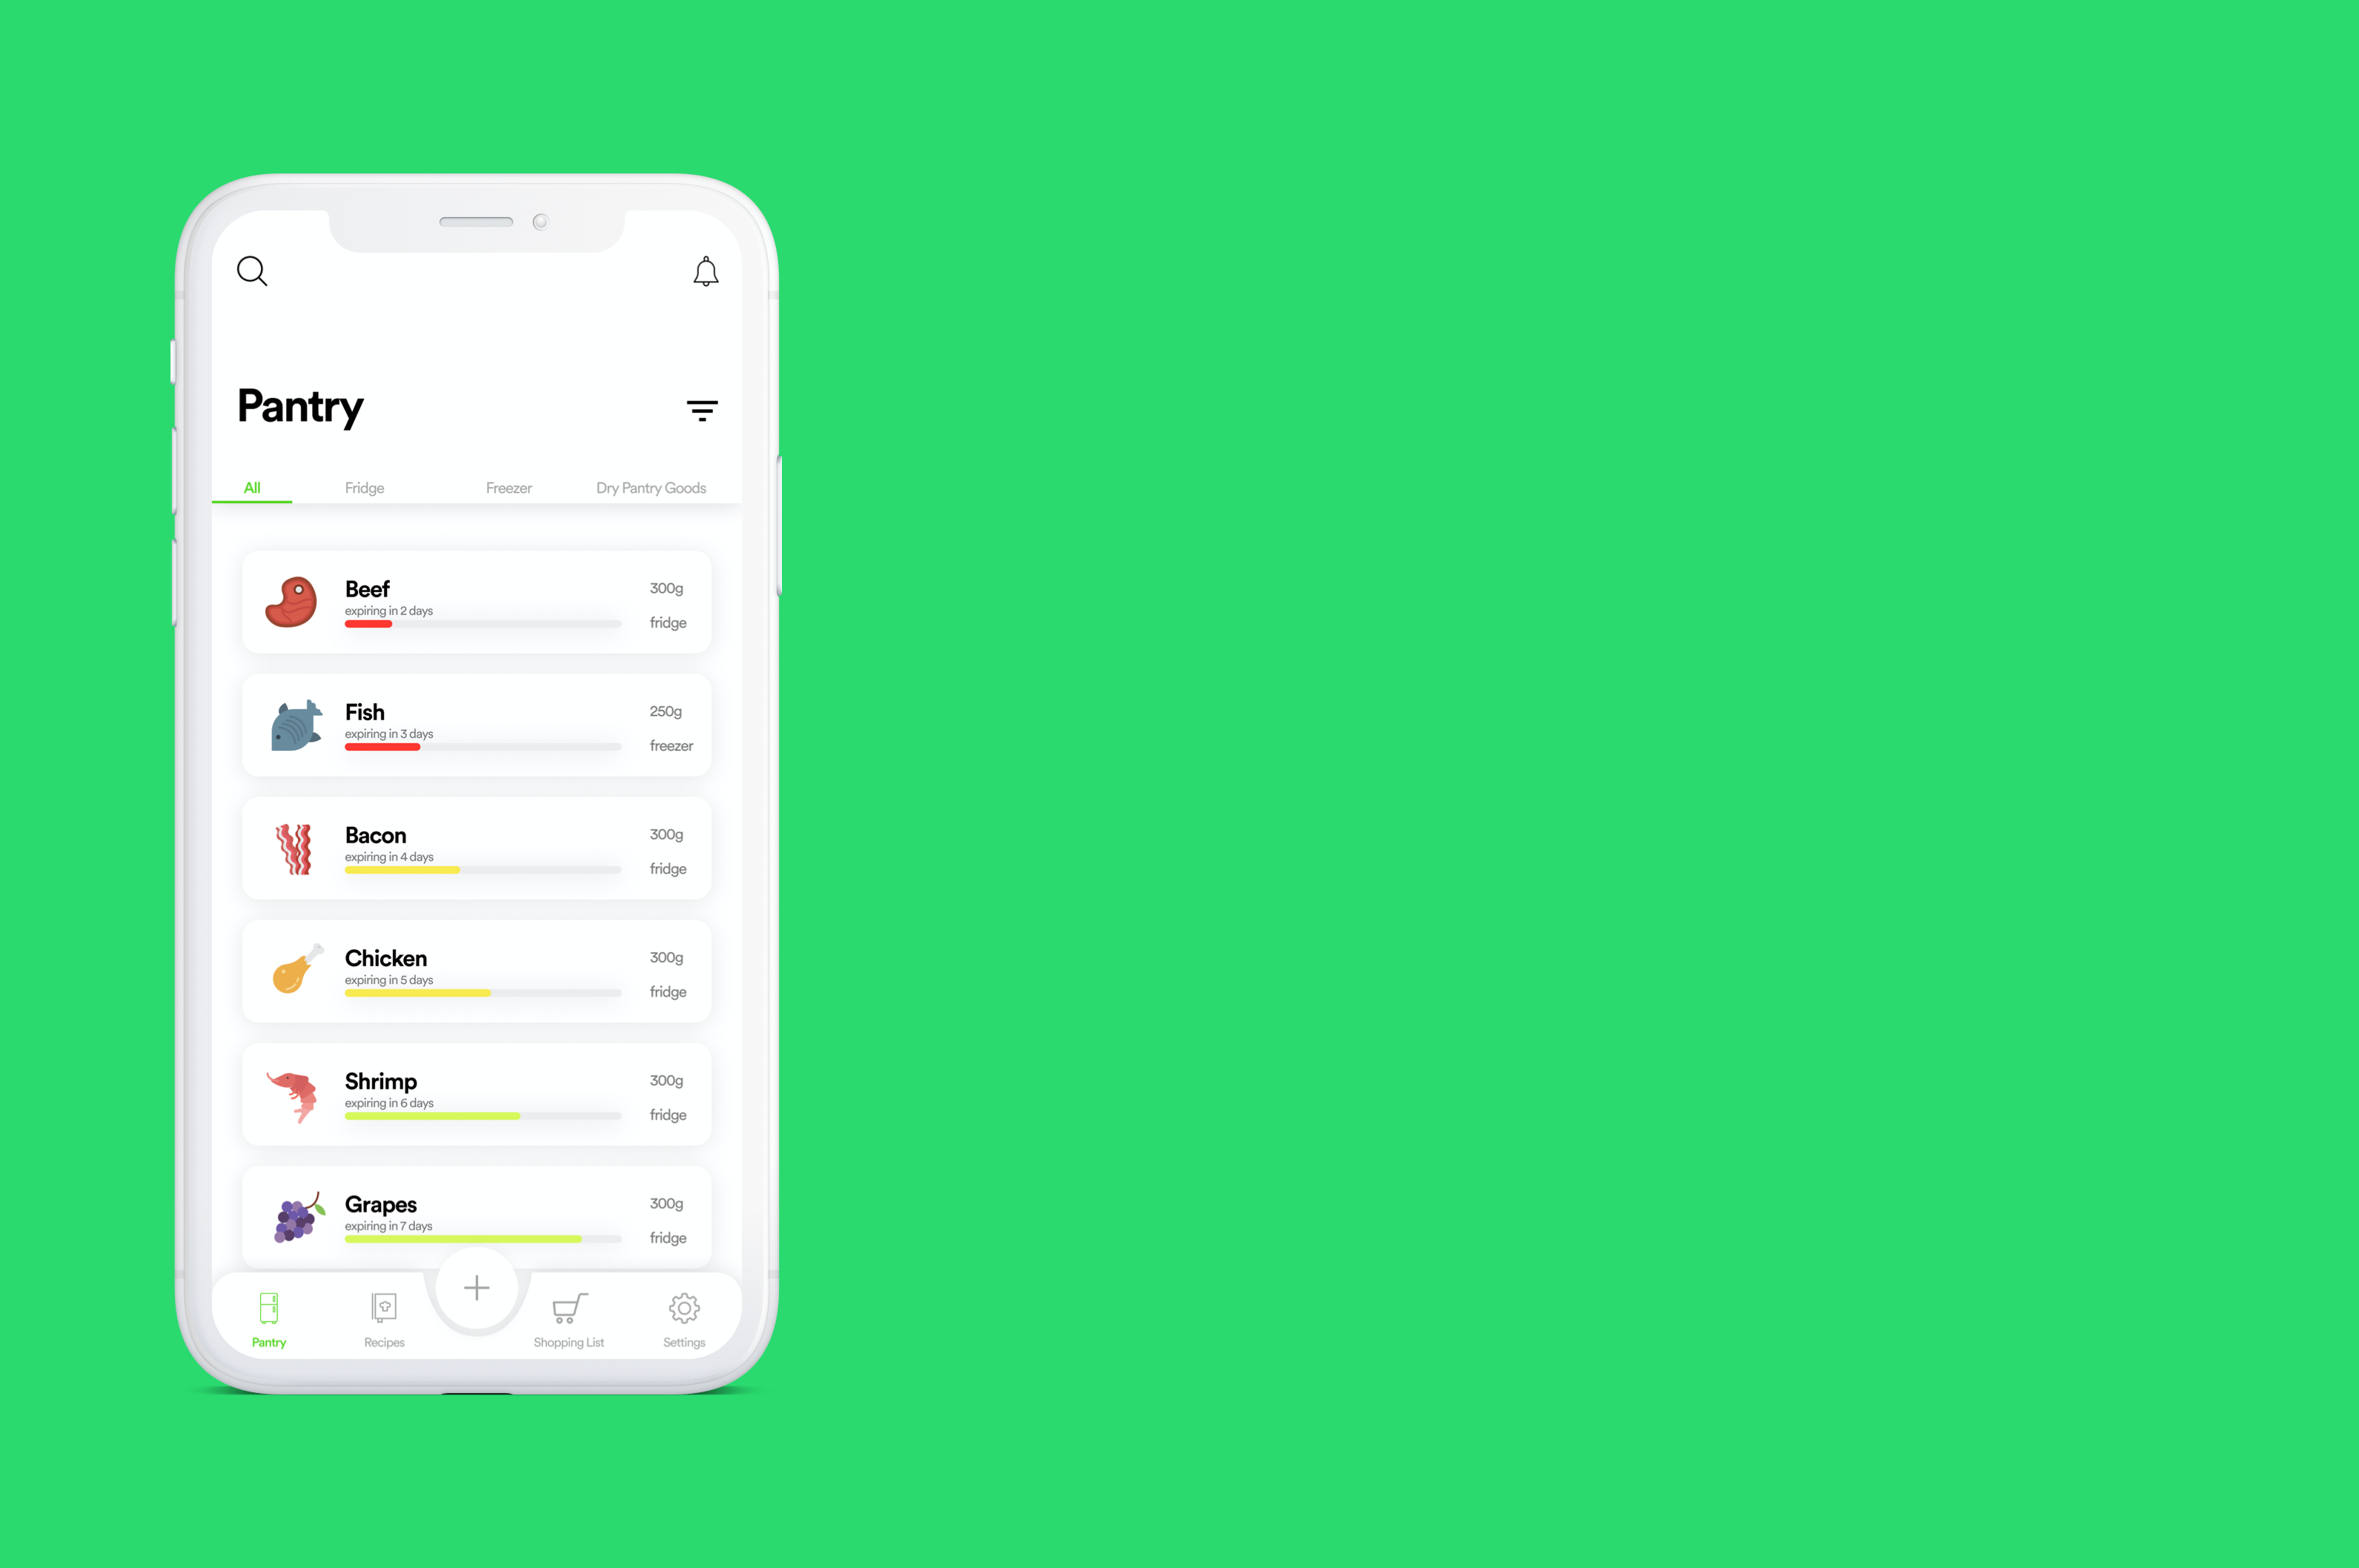 Pantry
All Fridge Freezer Dry Pantry Goods
Beef 300g
expiring in 2 days
fridge
Fish 250g
expiring in 3 days
freezer
Bacon 300g
expiring in 4 days
fridge
Chicken 300g
expiring in 5 days
fridge
Shrimp 300g
expiring in 6 days
fridge
Grapes 300g
expiring in 7 days
fridge
Pantry Recipes Shopping List Settings